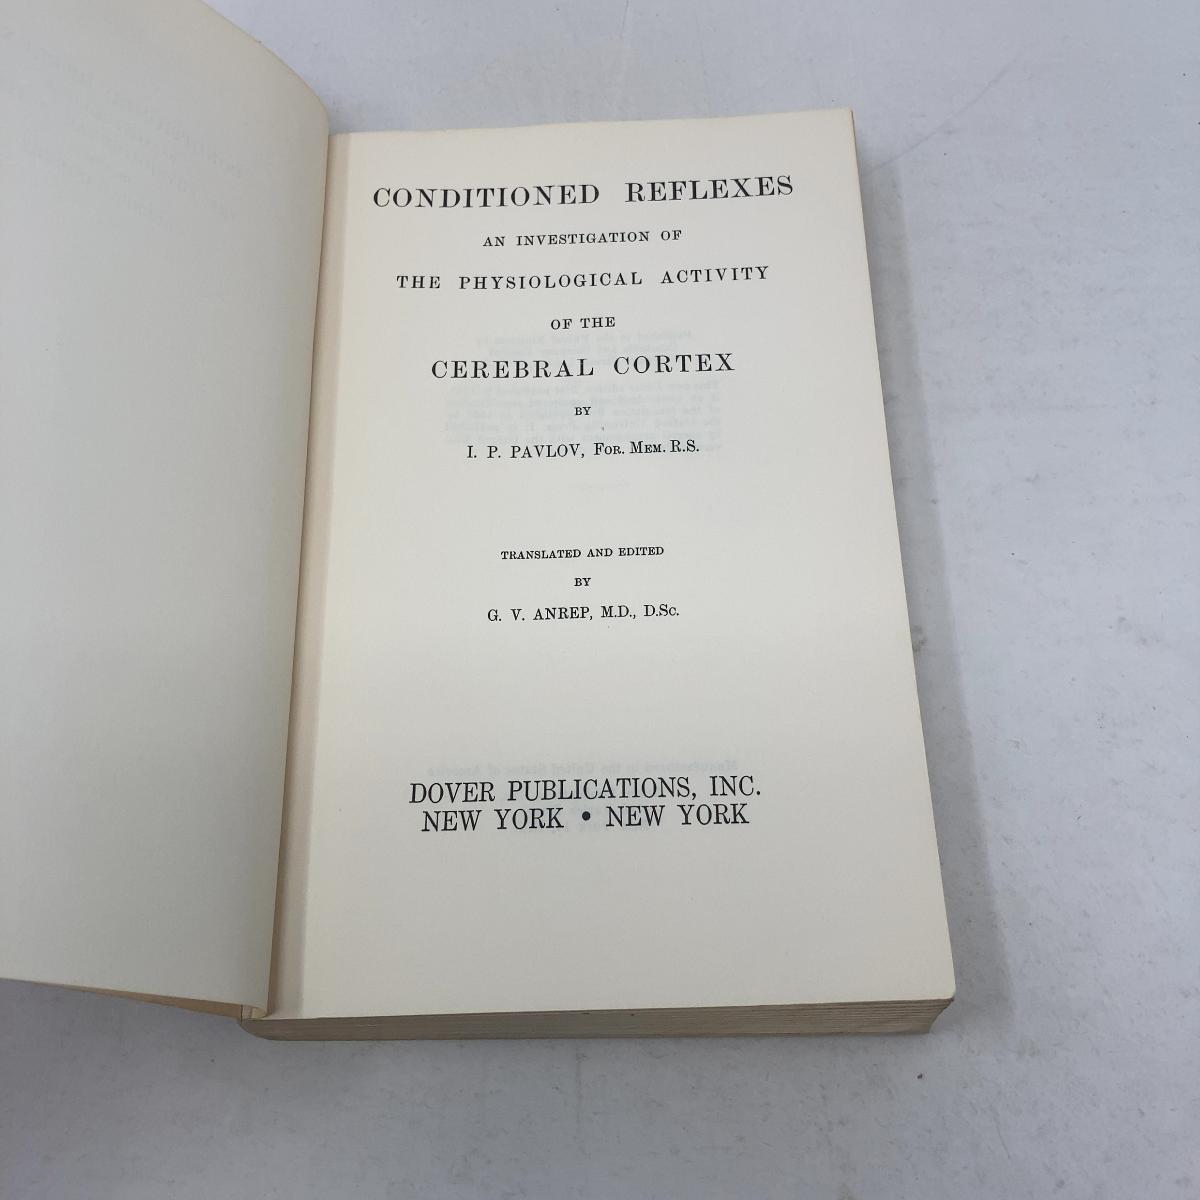 CONDITIONED REFLEXES
AN INVESTIGATION OF
THE PHYSIOLOGICAL ACTIVITY
OF THE
CEREBRAL CORTEX
BY
I. P. PAVLOV, FOR. MEM. R.S.
TRANSLATED AND EDITED
BY
G. V. ANREP, M.D., D.Sc.
DOVER PUBLICATIONS, INC.
NEW YORK • NEW YORK